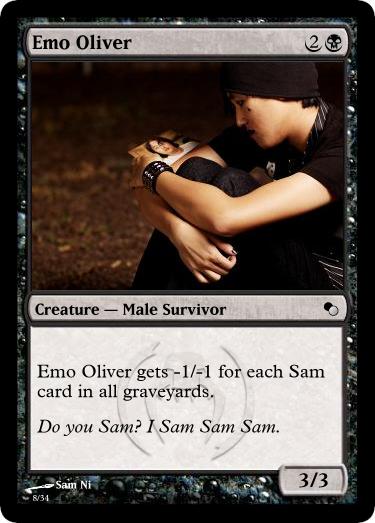 Emo Oliver 2
Creature — Male Survivor
Emo Oliver gets -1/-1 for each Sam
card in all graveyards.
Do you Sam? I Sam Sam Sam.
3/3
Sam Ni
8/34